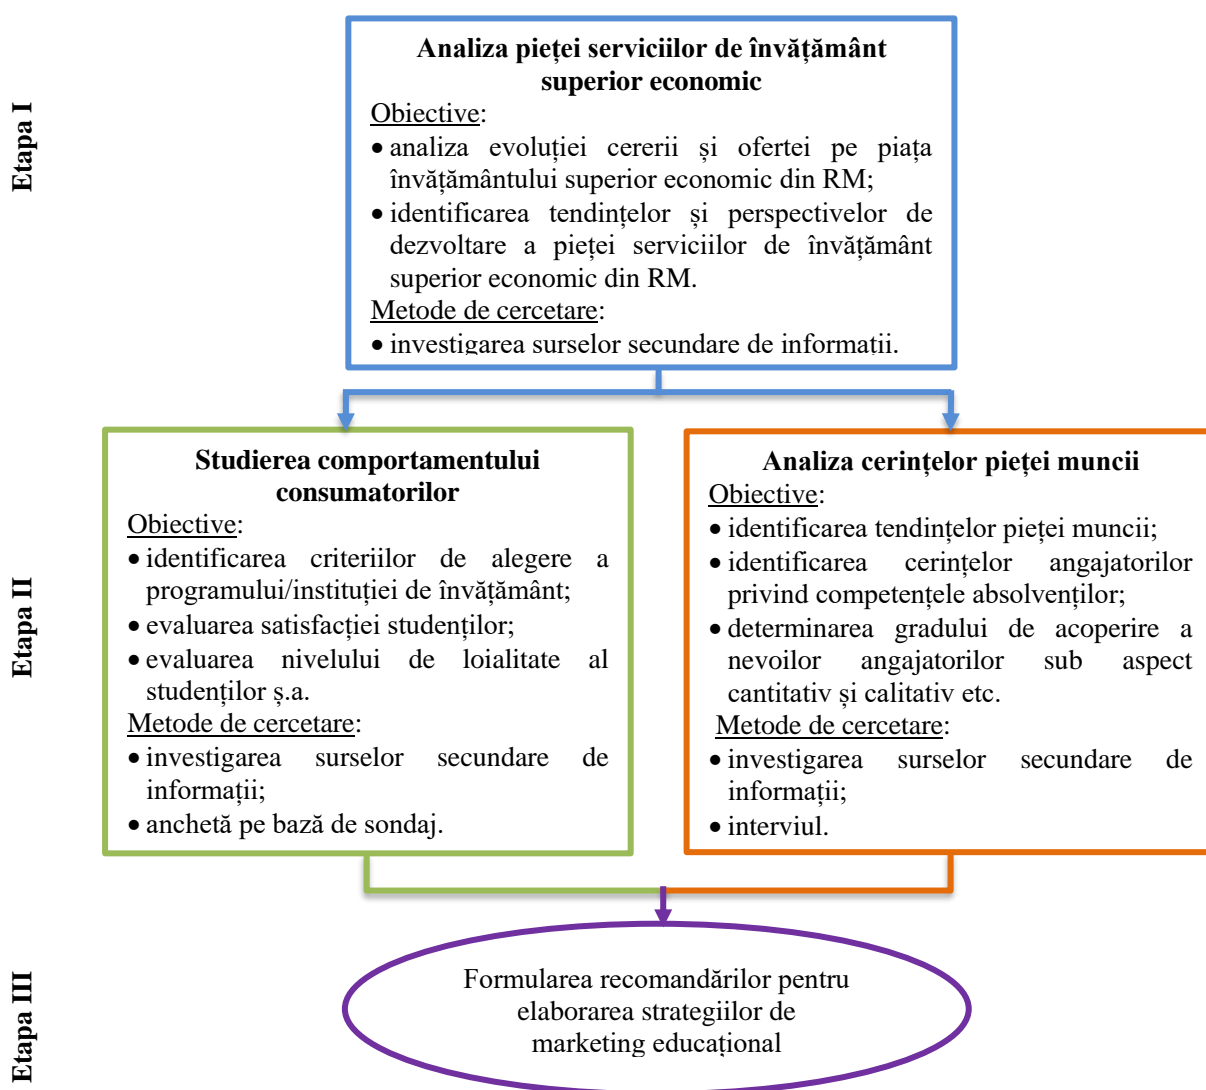 Etapa I
Analiza pieței serviciilor de învățământ
superior economic
Obiective:
• analiza evoluției cererii și ofertei pe piața
învățământului superior economic din RM;
• identificarea tendințelor și perspectivelor de
dezvoltare a pieței serviciilor de învățământ
superior economic din RM.
Metode de cercetare:
• investigarea surselor secundare de informații.
Etapa II
Studierea comportamentului
consumatorilor
Obiective:
• identificarea criteriilor de alegere a
programului/instituției de învățământ;
• evaluarea satisfacției studenților;
• evaluarea nivelului de loialitate al
studenților ș.a.
Metode de cercetare:
• investigarea surselor secundare de
informații;
• anchetă pe bază de sondaj.
Analiza cerințelor pieței muncii
Obiective:
• identificarea tendințelor pieței muncii;
• identificarea cerințelor angajatorilor
privind competențele absolvenților;
• determinarea gradului de acoperire a
nevoilor angajatorilor sub aspect
cantitativ și calitativ etc.
Metode de cercetare:
• investigarea surselor secundare de
informații;
• interviul.
Etapa III
Formularea recomandărilor pentru
elaborarea strategiilor de
marketing educațional